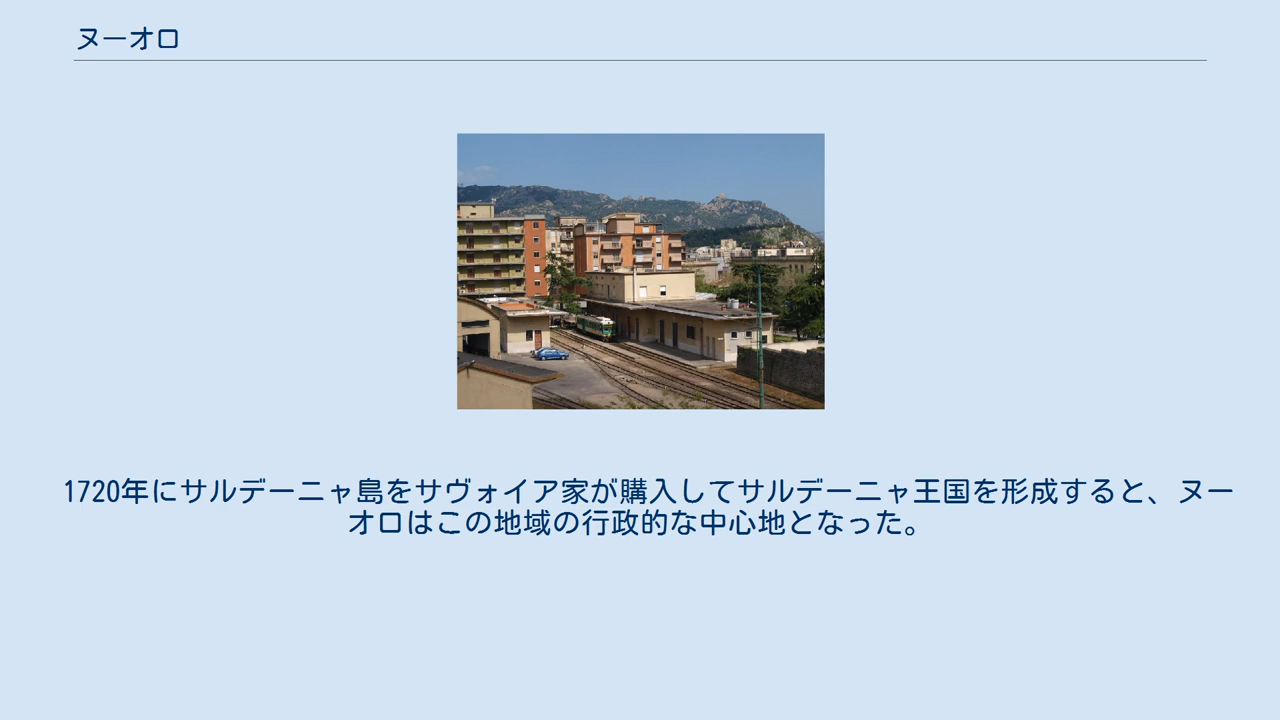 ヌーオロ
1720年にサルデーニャ島をサヴォイア家が購入してサルデーニャ王国を形成すると、ヌー
オロはこの地域の行政的な中心地となった。